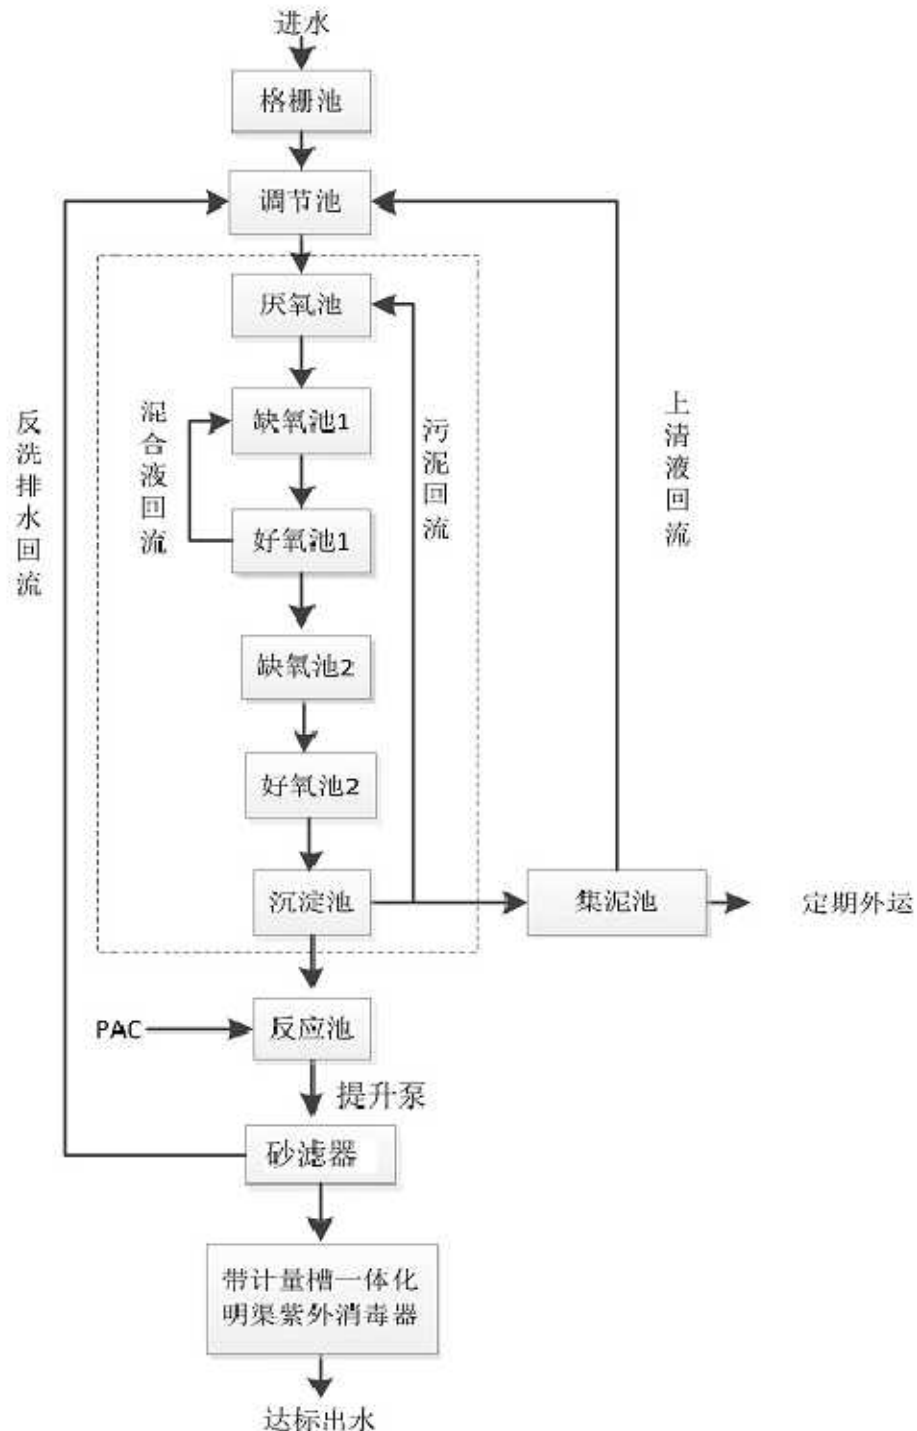 进水
格栅池
调节池
厌氧池
缺氧池1
混合液回流
污泥回流
上清液回流
反洗排水回流
好氧池1
缺氧池2
好氧池2
沉淀池
集泥池
定期外运
PAC
反应池
提升泵
砂滤器
带计量槽一体化
明渠紫外消毒器
达标出水